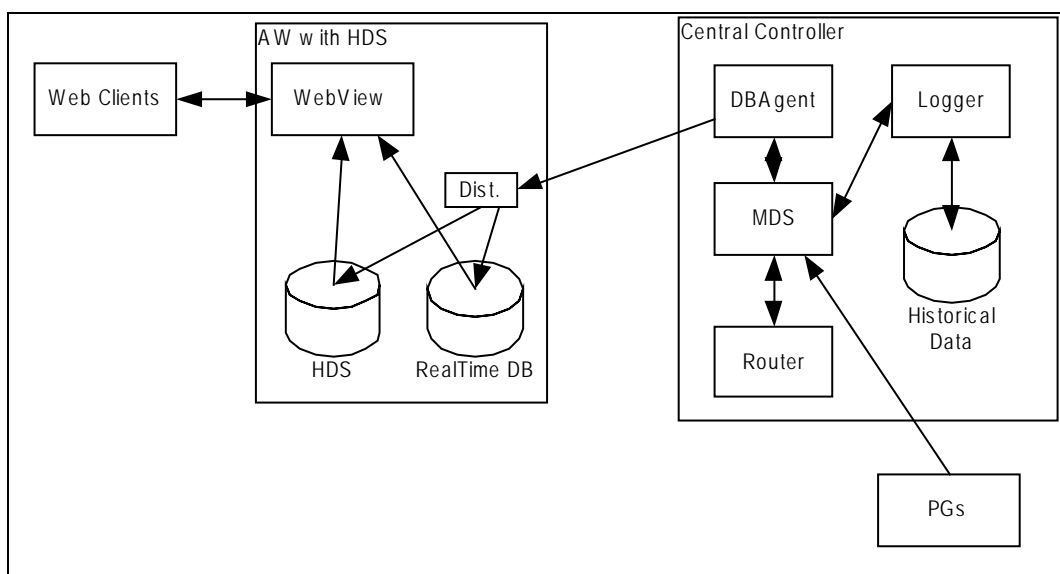 AW with HDS
Central Controller
Web Clients
WebView
DBAgent
Logger
Dist.
MDS
HDS
RealTime DB
Router
Historical
Data
PGs